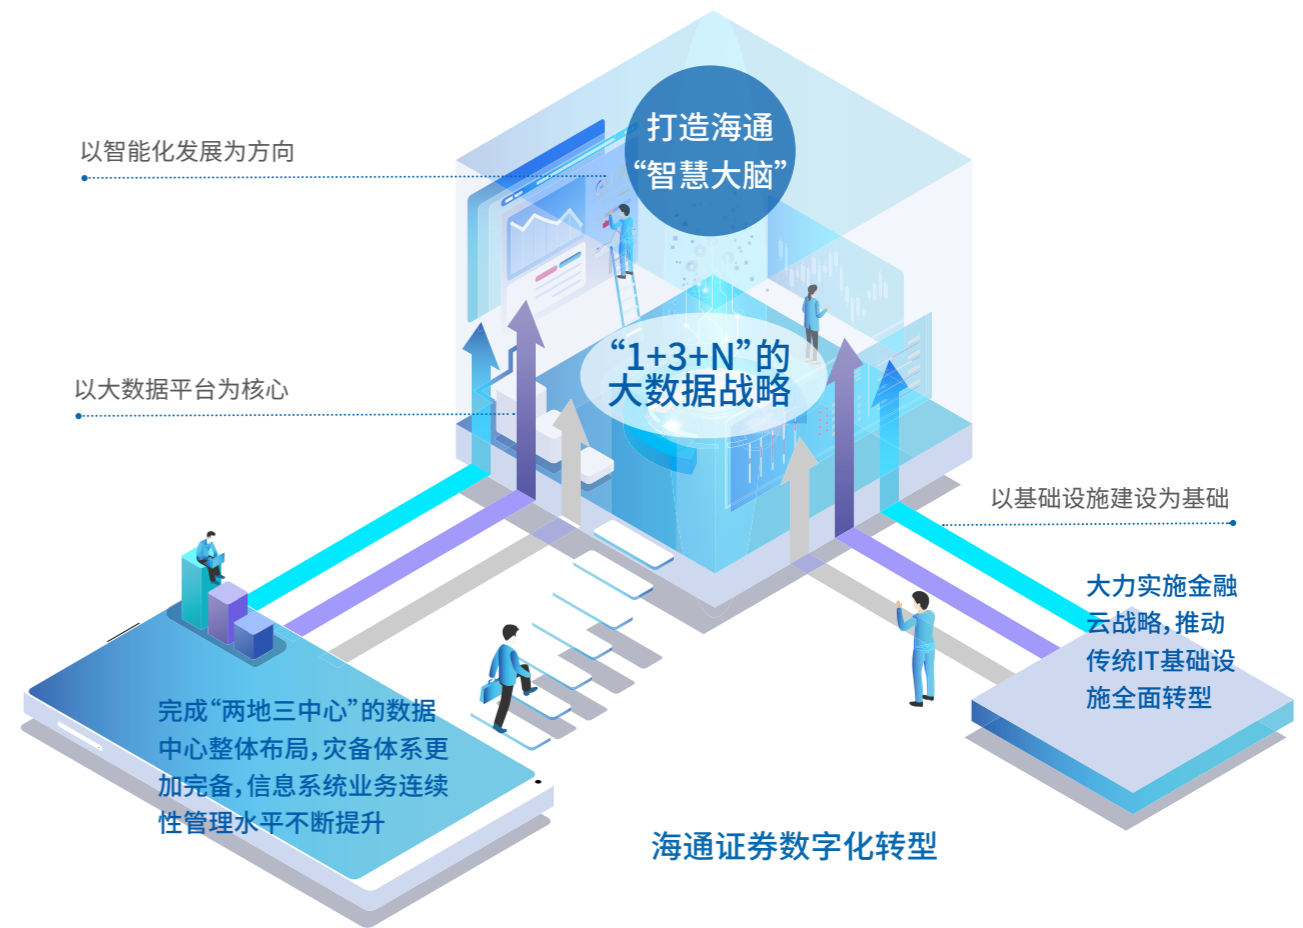 打造海通
“智慧大脑”
以智能化发展为方向
“1+3+N”的
大数据战略
以大数据平台为核心
以基础设施建设为基础
大力实施金融
云战略，推动
传统IT基础设
施全面转型
完成“两地三中心”的数据
中心整体布局，灾备体系更
加完备，信息系统业务连续
性管理水平不断提升
海通证券数字化转型